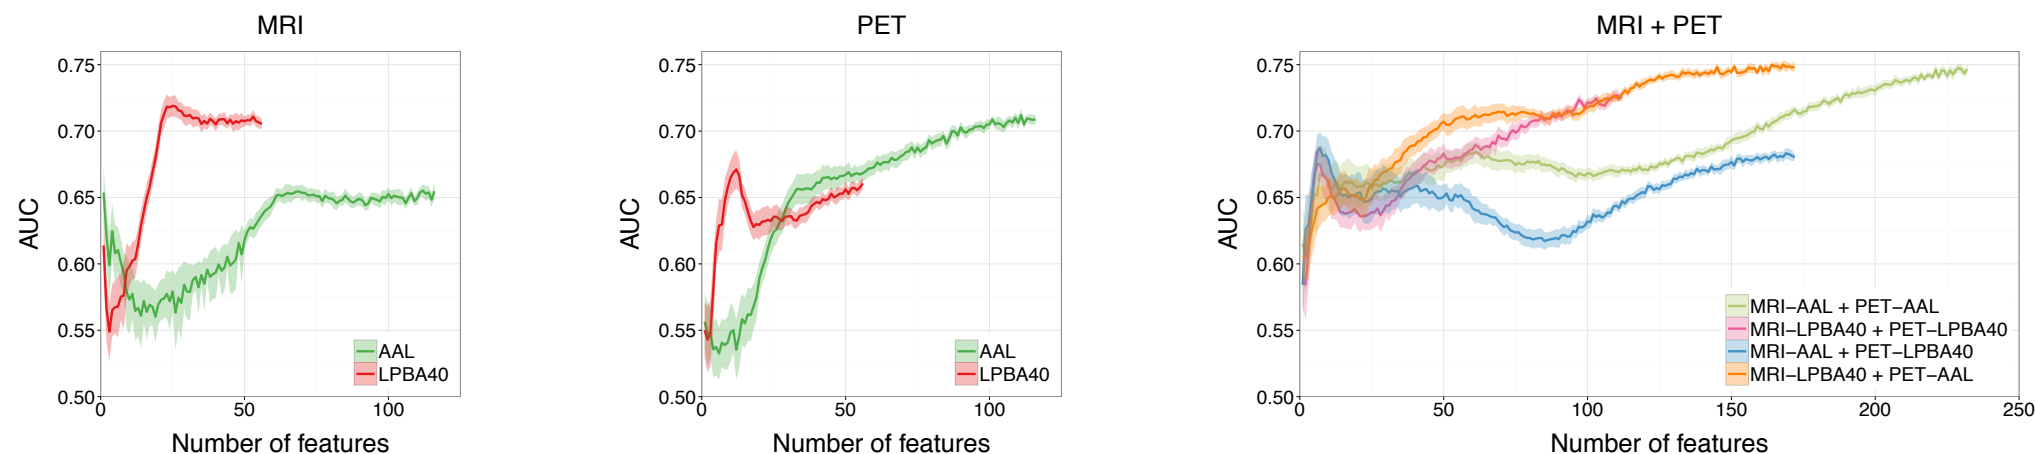 MRI
0.75
0.70
0.65
0.60
0.55
0.50
AUC
0 50 100
Number of features
AAL
LPBA40
PET
0.75
0.70
0.65
0.60
0.55
0.50
AUC
0 50 100
Number of features
AAL
LPBA40
MRI + PET
0.75
0.70
0.65
0.60
0.55
0.50
AUC
0 50 100 150 200 250
Number of features
MRI−AAL + PET−AAL
MRI−LPBA40 + PET−LPBA40
MRI−AAL + PET−LPBA40
MRI−LPBA40 + PET−AAL